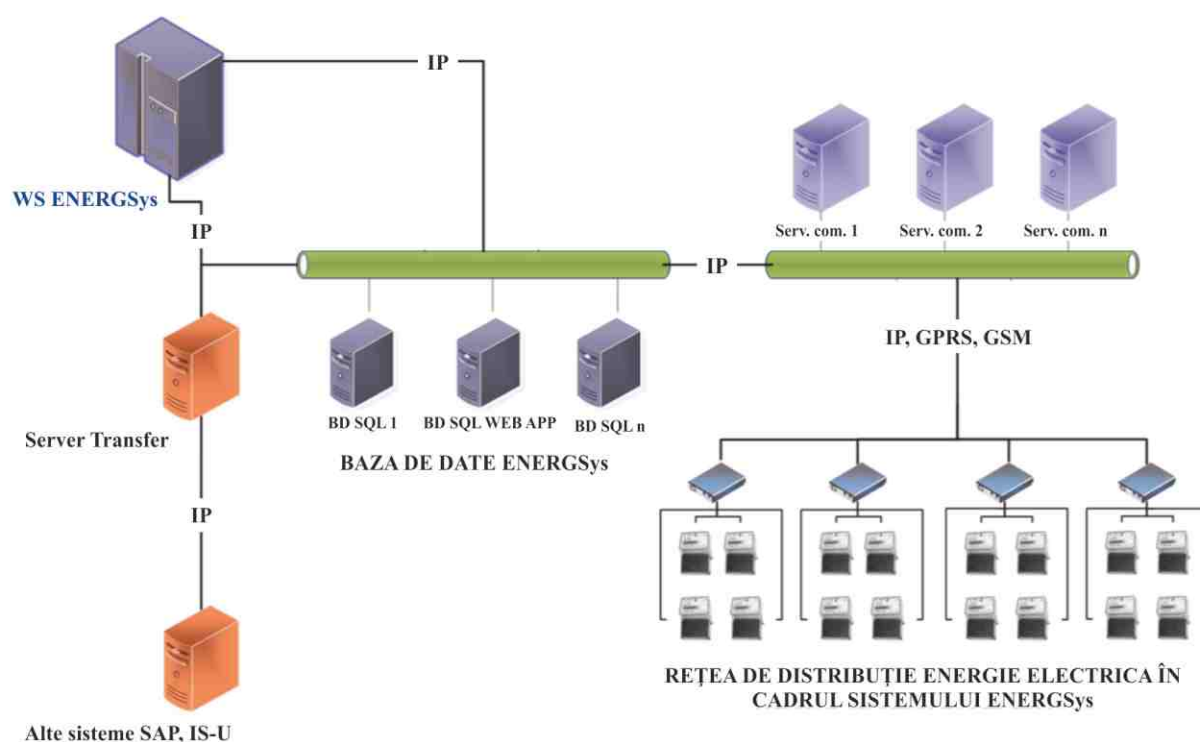 IP
WS ENERGSys
IP
Serv. com. 1
Serv. com. 2
Serv. com. n
IP
IP, GPRS, GSM
BD SQL 1
BD SQL WEB APP
BD SQL n
Server Transfer
BAZA DE DATE ENERGSys
IP
REȚEA DE DISTRIBUȚIE ENERGIE ELECTRICA ÎN
CADRUL SISTEMULUI ENERGSys
Alte sisteme SAP, IS-U